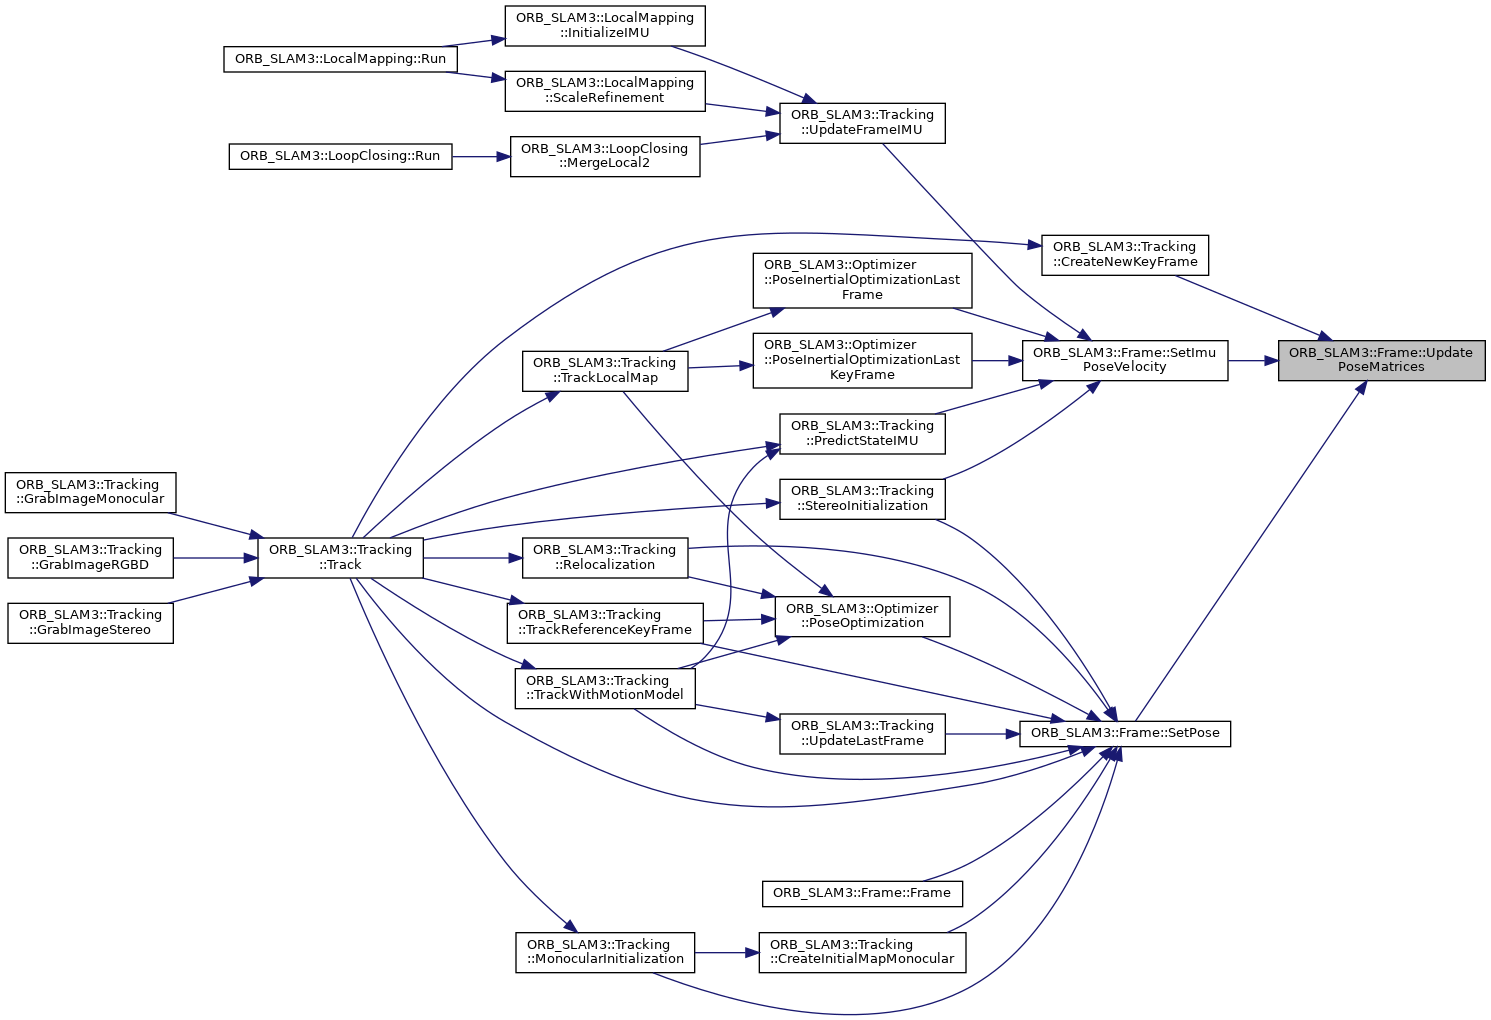 ORB_SLAM3::LocalMapping
::InitializeIMU
ORB_SLAM3::LocalMapping::Run
ORB_SLAM3::LocalMapping
::ScaleRefinement
ORB_SLAM3::Tracking
::UpdateFrameIMU
ORB_SLAM3::LoopClosing::Run
ORB_SLAM3::LoopClosing
::MergeLocal2
ORB_SLAM3::Tracking
::CreateNewKeyFrame
ORB_SLAM3::Optimizer
::PoseInertialOptimizationLast
Frame
ORB_SLAM3::Optimizer
::PoseInertialOptimizationLast
KeyFrame
ORB_SLAM3::Frame::SetImu
PoseVelocity
ORB_SLAM3::Frame::Update
PoseMatrices
ORB_SLAM3::Tracking
::TrackLocalMap
ORB_SLAM3::Tracking
::PredictStateIMU
ORB_SLAM3::Tracking
::StereoInitialization
ORB_SLAM3::Tracking
::GrabImageMonocular
ORB_SLAM3::Tracking
::GrabImageRGBD
ORB_SLAM3::Tracking
::Track
ORB_SLAM3::Tracking
::Relocalization
ORB_SLAM3::Tracking
::GrabImageStereo
ORB_SLAM3::Tracking
::TrackReferenceKeyFrame
ORB_SLAM3::Optimizer
::PoseOptimization
ORB_SLAM3::Tracking
::TrackWithMotionModel
ORB_SLAM3::Tracking
::UpdateLastFrame
ORB_SLAM3::Frame::SetPose
ORB_SLAM3::Frame::Frame
ORB_SLAM3::Tracking
::MonocularInitialization
ORB_SLAM3::Tracking
::CreateInitialMapMonocular